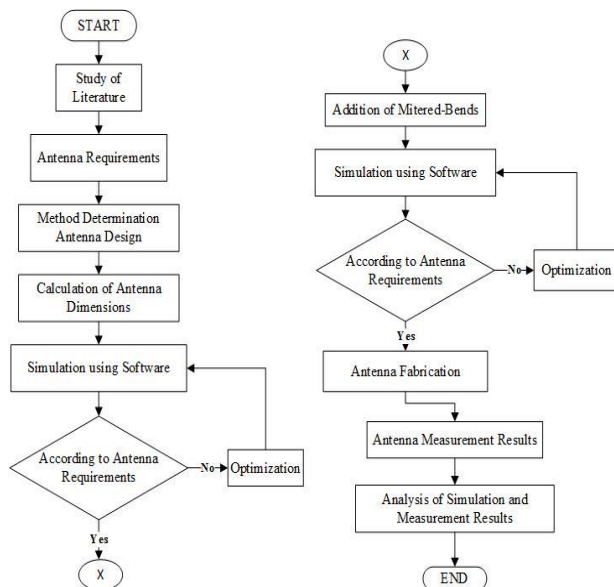 START
Study of
Literature
Antenna Requirements
Method Determination
Antenna Design
Calculation of Antenna
Dimensions
Simulation using Software
According to Antenna
Requirements
No
Optimization
Yes
X
X
Addition of Mitered-Bends
Simulation using Software
According to Antenna
Requirements
No
Optimization
Yes
Antenna Fabrication
Antenna Measurement Results
Analysis of Simulation and
Measurement Results
END